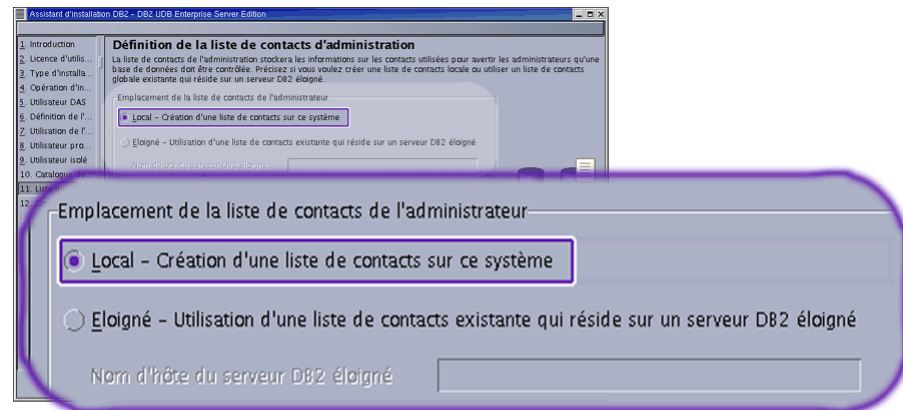 Assistant d'installation DB2 - DB2 UDB Enterprise Server Edition
1. Introduction
2. Licence d'utilis...
3. Type d'installa...
4. Opération d'in...
5. Utilisateur DAS
6. Définition de l'...
7. Utilisation de l'...
8. Utilisateur pro...
9. Utilisateur isolé
10. Catalogue
11. Liste
12.
Définition de la liste de contacts d'administration
La liste de contacts de l'administration stockera les informations sur les contacts utilisées pour avertir les administrateurs qu'une
base de données doit être contrôlée. Précisez si vous voulez créer une liste de contacts locale ou utiliser un liste de contacts
globale existante qui réside sur un serveur DB2 éloigné.
Emplacement de la liste de contacts de l'administrateur
Local - Création d'une liste de contacts sur ce système
Eloigné - Utilisation d'une liste de contacts existante qui réside sur un serveur DB2 éloigné
Nom d'hôte du serveur DB2 éloigné
Emplacement de la liste de contacts de l'administrateur
Local - Création d'une liste de contacts sur ce système
Eloigné - Utilisation d'une liste de contacts existante qui réside sur un serveur DB2 éloigné
Nom d'hôte du serveur DB2 éloigné